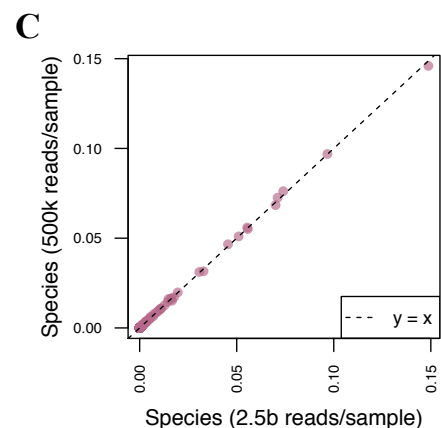 C
Species (500k reads/sample)
0.15
0.10
0.05
0.00
y = x
0.00
0.05
0.10
0.15
Species (2.5b reads/sample)